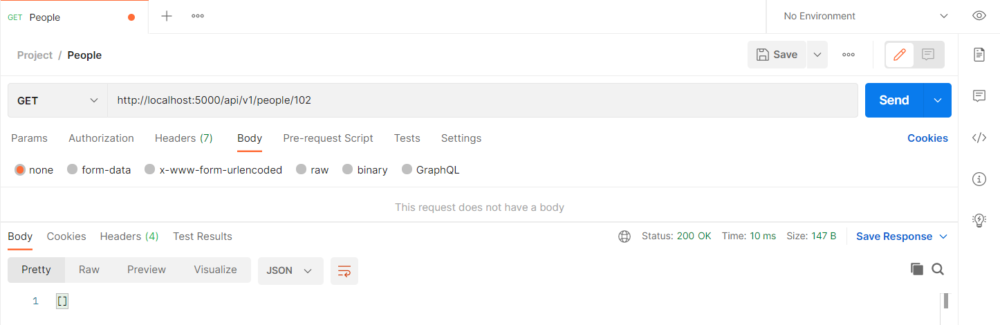 GET People
No Environment
Project / People
Save
GET http://localhost:5000/api/v1/people/102 Send
Params Authorization Headers (7) Body Pre-request Script Tests Settings Cookies
none form-data x-www-form-urlencoded raw binary GraphQL
This request does not have a body
Body Cookies Headers (4) Test Results Status: 200 OK Time: 10 ms Size: 147 B Save Response
Pretty Raw Preview Visualize JSON
1 []